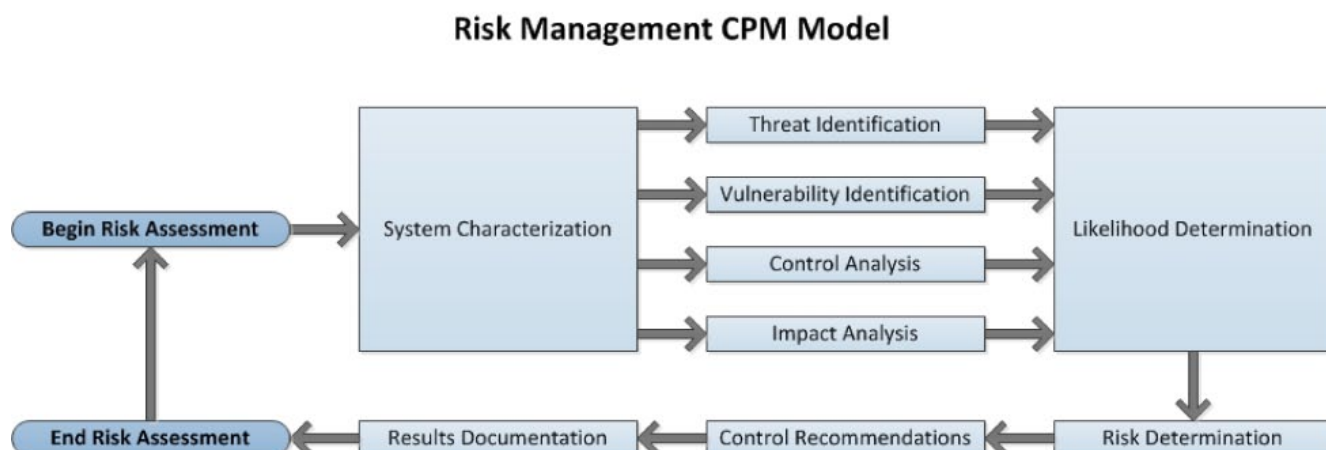 Risk Management CPM Model
Threat Identification
Vulnerability Identification
Begin Risk Assessment
System Characterization
Likelihood Determination
Control Analysis
Impact Analysis
End Risk Assessment
Results Documentation
Control Recommendations
Risk Determination